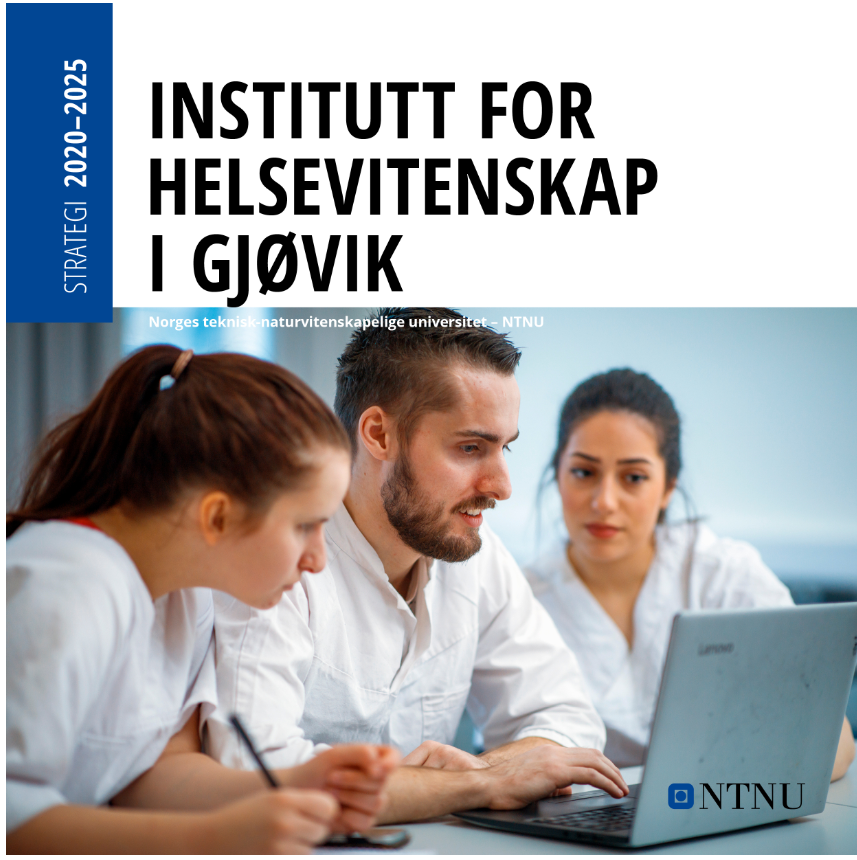 STRATEGI 2020–2025
INSTITUTT FOR
HELSEVITENSKAP
I GJØVIK
Norges teknisk-naturvitenskapelige universitet – NTNU
Lenovo
NTNU